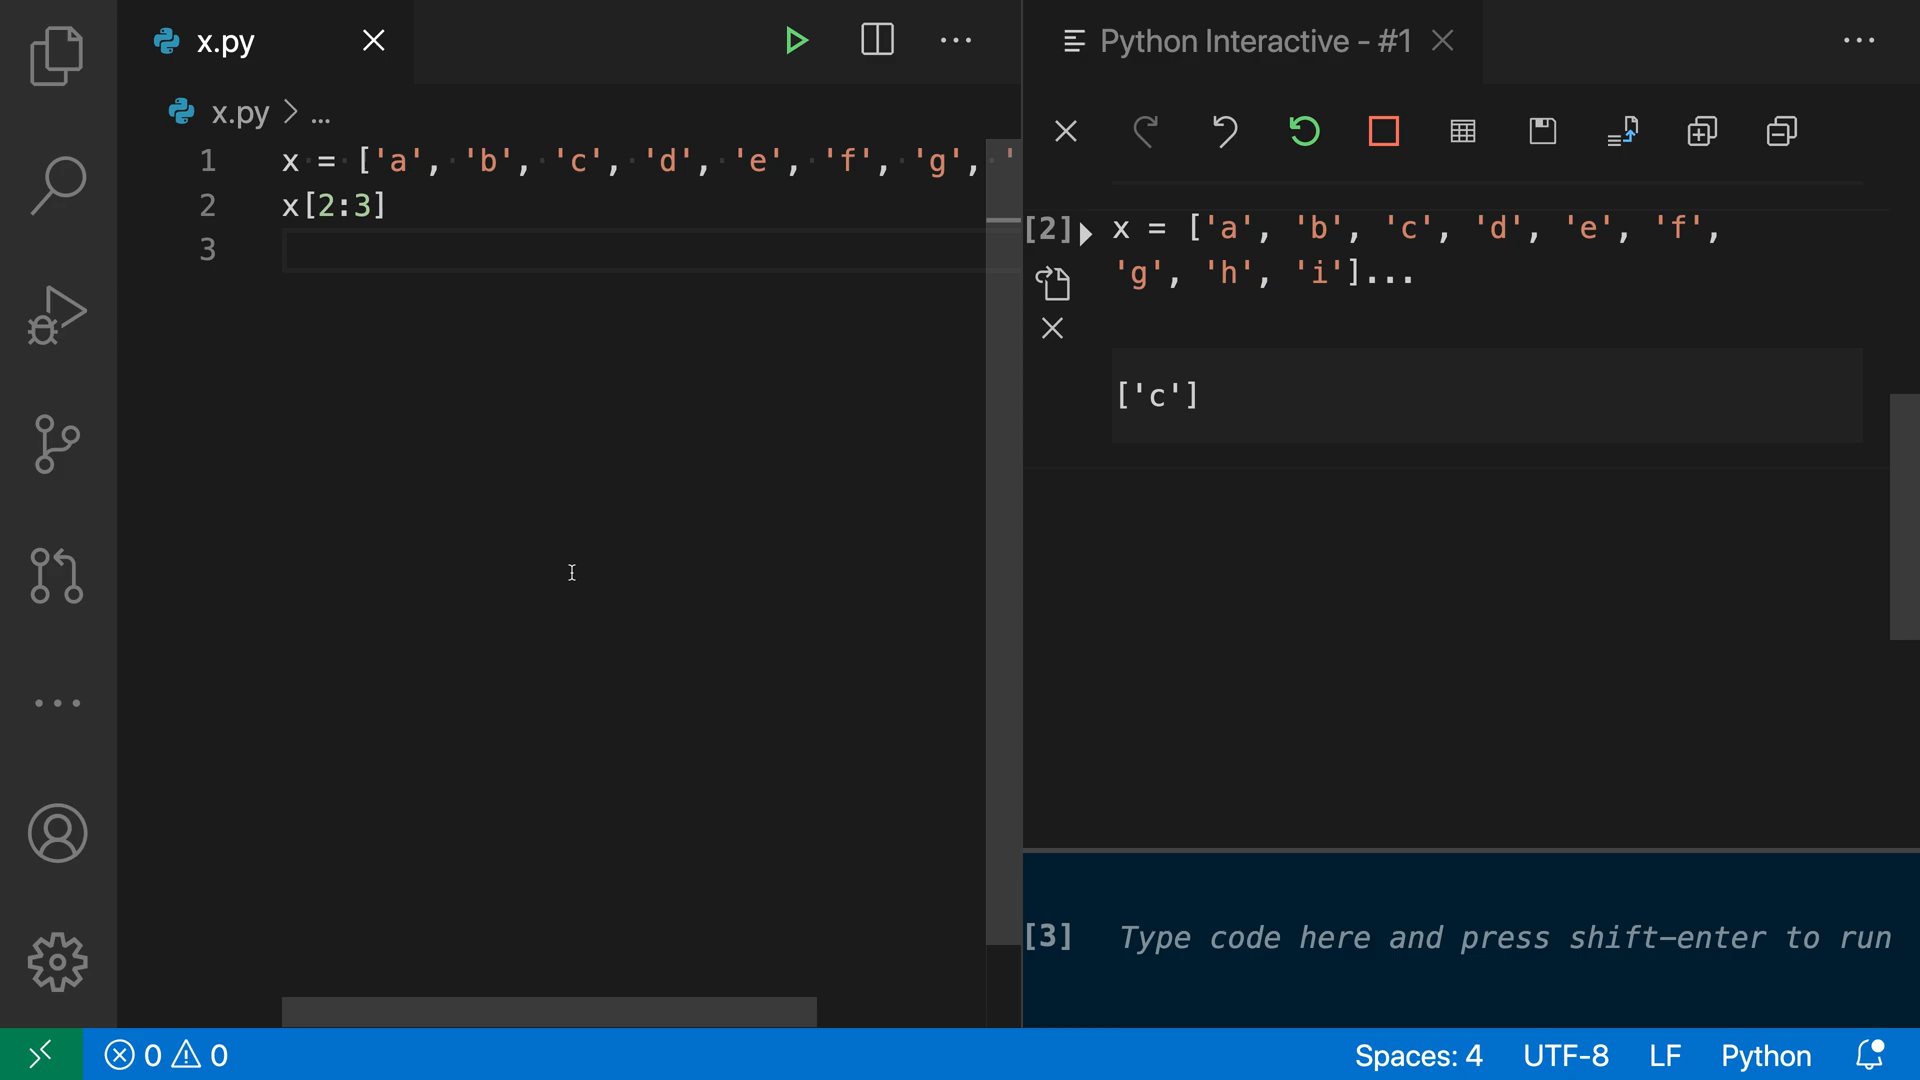 x.py
x.py > ...
1 x = ['a', 'b', 'c', 'd', 'e', 'f', 'g', '
2 x[2:3]
3
Python Interactive - #1
[2] x = ['a', 'b', 'c', 'd', 'e', 'f',
'g', 'h', 'i']...
['c']
[3] Type code here and press shift-enter to run
0 0
Spaces: 4 UTF-8 LF Python